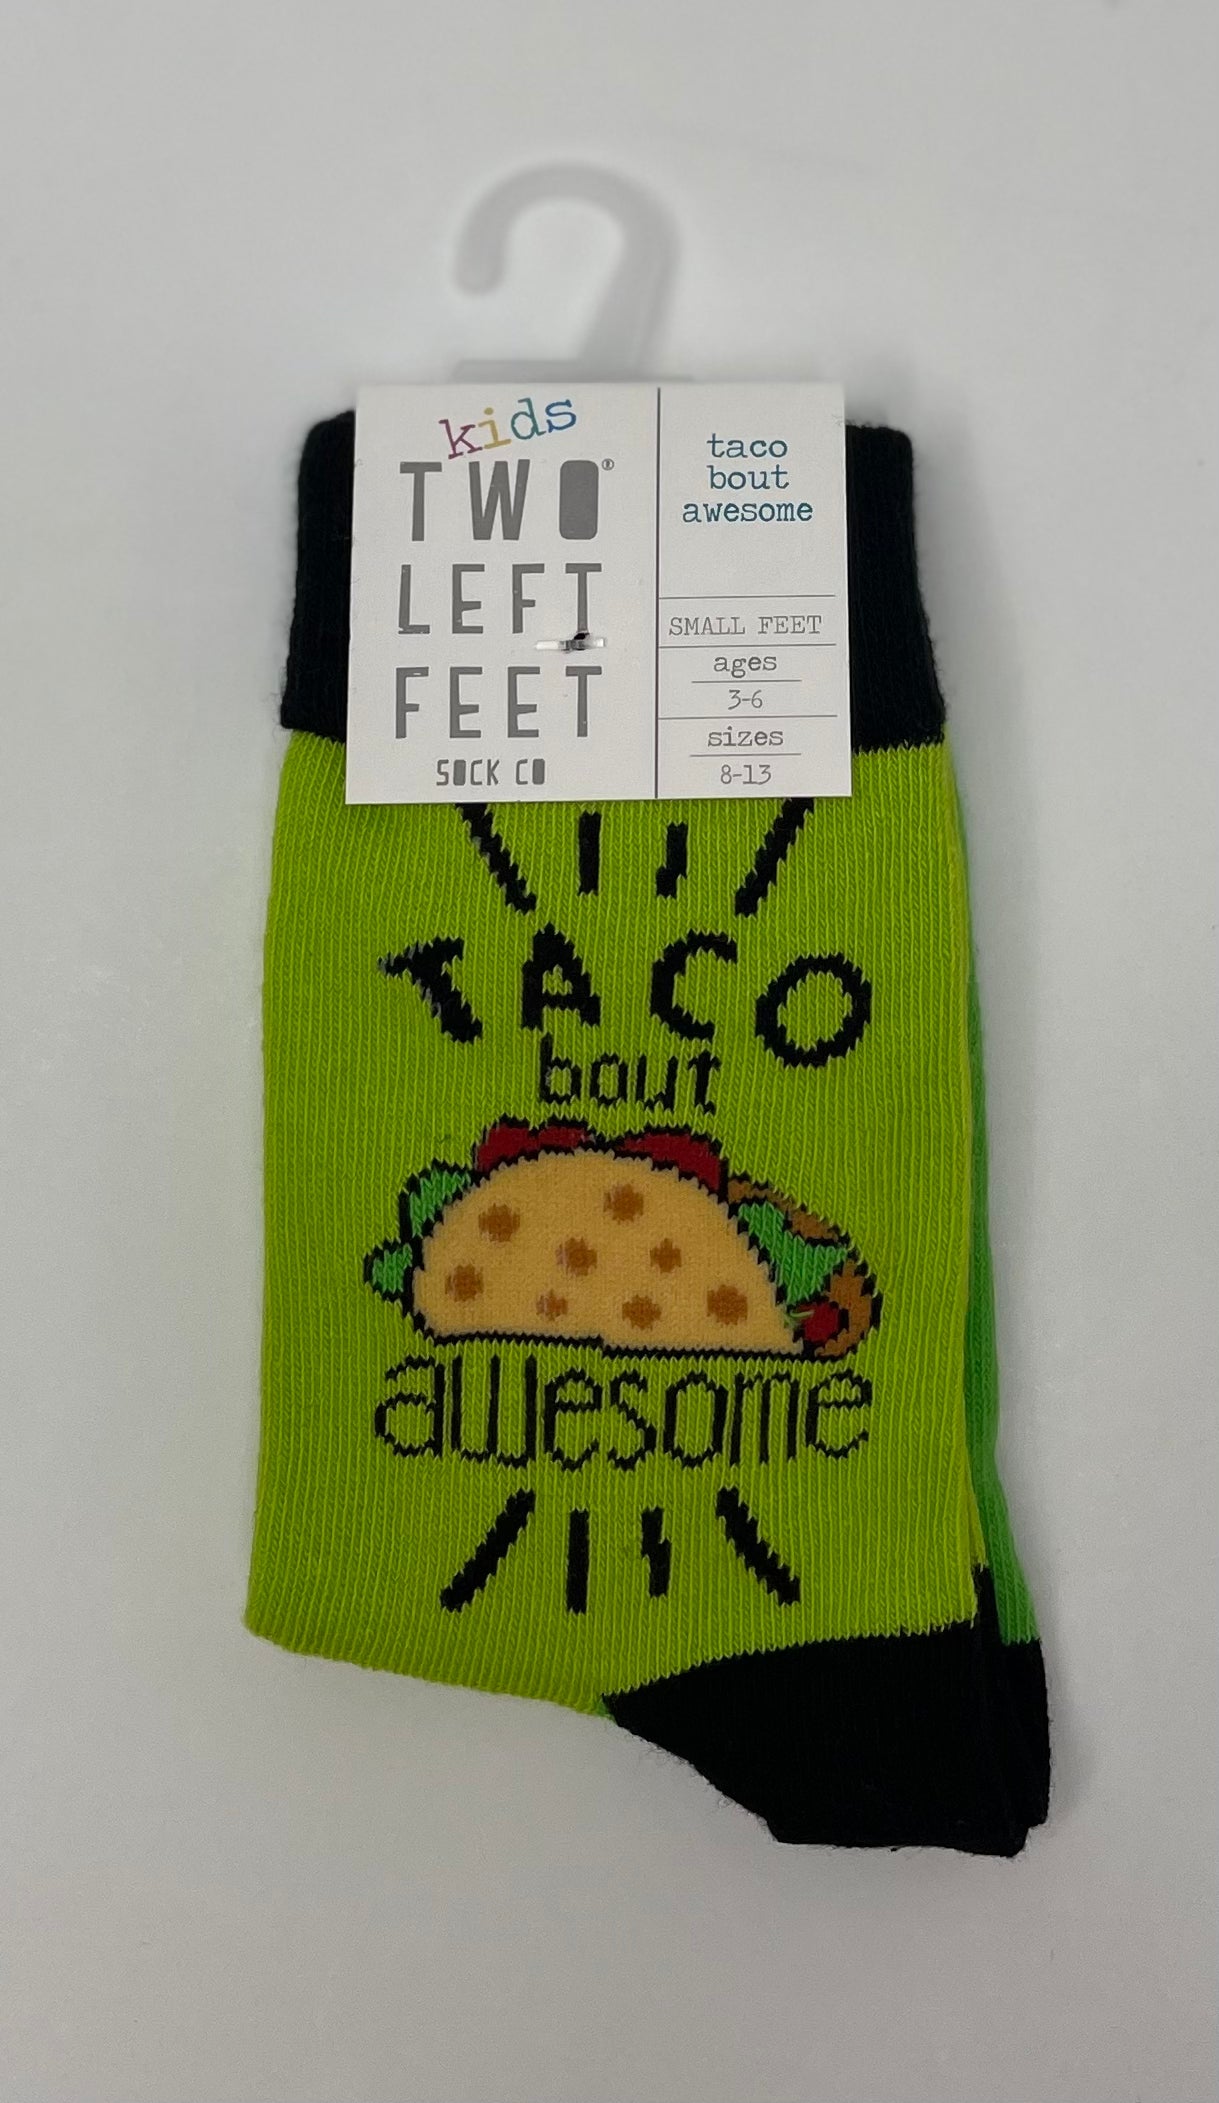 kids
TWO®
LEFT
FEET
SOCK CO
taco
bout
awesome
SMALL FEET
ages
3-6
sizes
8-13
TACO
bout
awesome